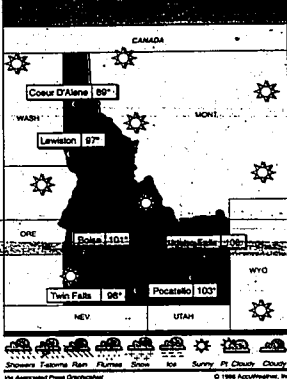 CANADA
Coeur D'Alene 89°
WASH
MONT.
Lewiston 97°
ORE
Boise 101°
Idaho Falls
WYO
Twin Falls 98°
Pocatello 103°
NEV.
UTAH
Showers T-storms Rain Flurries Snow Ice Sunny Pt. Cloudy Cloudy
Via Associated Press GraphicsNet
© 1996 AccuWeather, Inc.